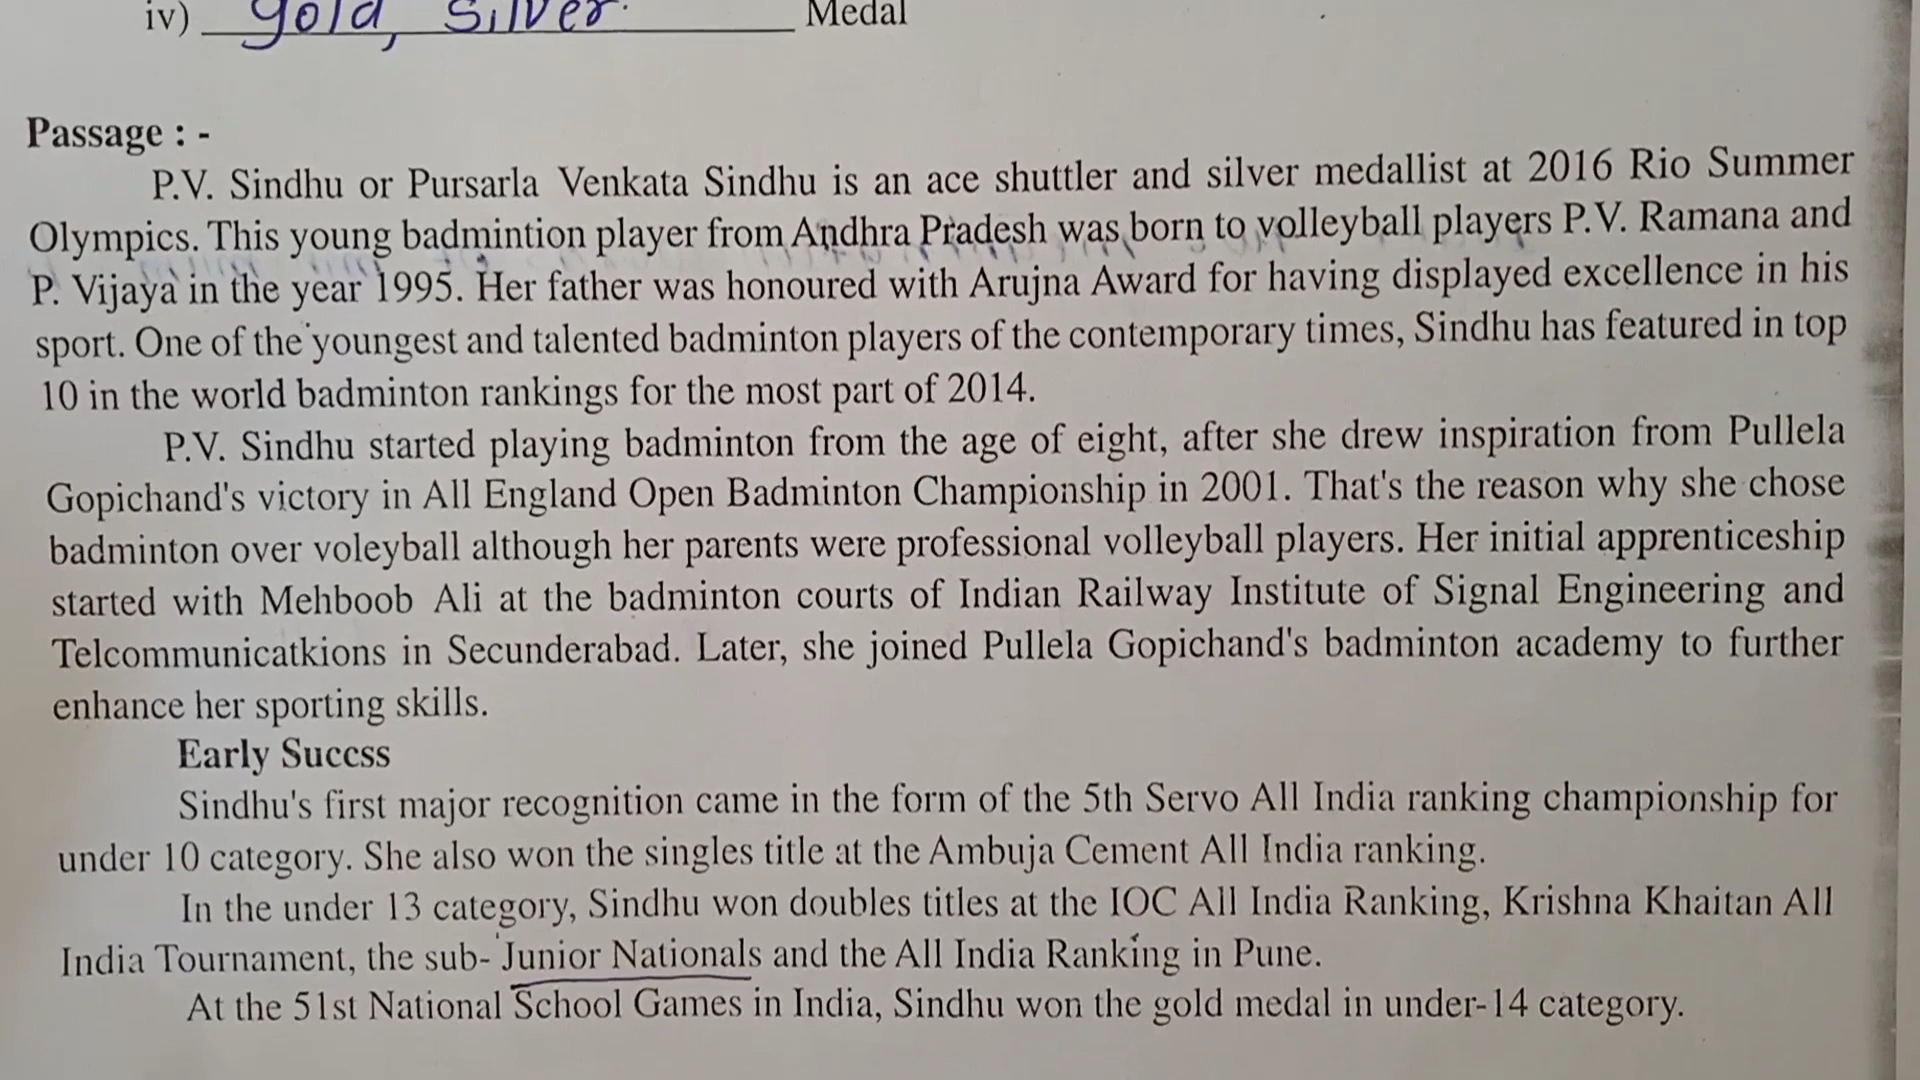 iv) gold, silver. Medal
Passage : -
P.V. Sindhu or Pursarla Venkata Sindhu is an ace shuttler and silver medallist at 2016 Rio Summer
Olympics. This young badmintion player from Andhra Pradesh was born to volleyball players P.V. Ramana and
P. Vijaya in the year 1995. Her father was honoured with Arujna Award for having displayed excellence in his
sport. One of the youngest and talented badminton players of the contemporary times, Sindhu has featured in top
10 in the world badminton rankings for the most part of 2014.
P.V. Sindhu started playing badminton from the age of eight, after she drew inspiration from Pullela
Gopichand's victory in All England Open Badminton Championship in 2001. That's the reason why she chose
badminton over voleyball although her parents were professional volleyball players. Her initial apprenticeship
started with Mehboob Ali at the badminton courts of Indian Railway Institute of Signal Engineering and
Telcommunicatkions in Secunderabad. Later, she joined Pullela Gopichand's badminton academy to further
enhance her sporting skills.
Early Succss
Sindhu's first major recognition came in the form of the 5th Servo All India ranking championship for
under 10 category. She also won the singles title at the Ambuja Cement All India ranking.
In the under 13 category, Sindhu won doubles titles at the IOC All India Ranking, Krishna Khaitan All
India Tournament, the sub- Junior Nationals and the All India Ranking in Pune.
At the 51st National School Games in India, Sindhu won the gold medal in under-14 category.